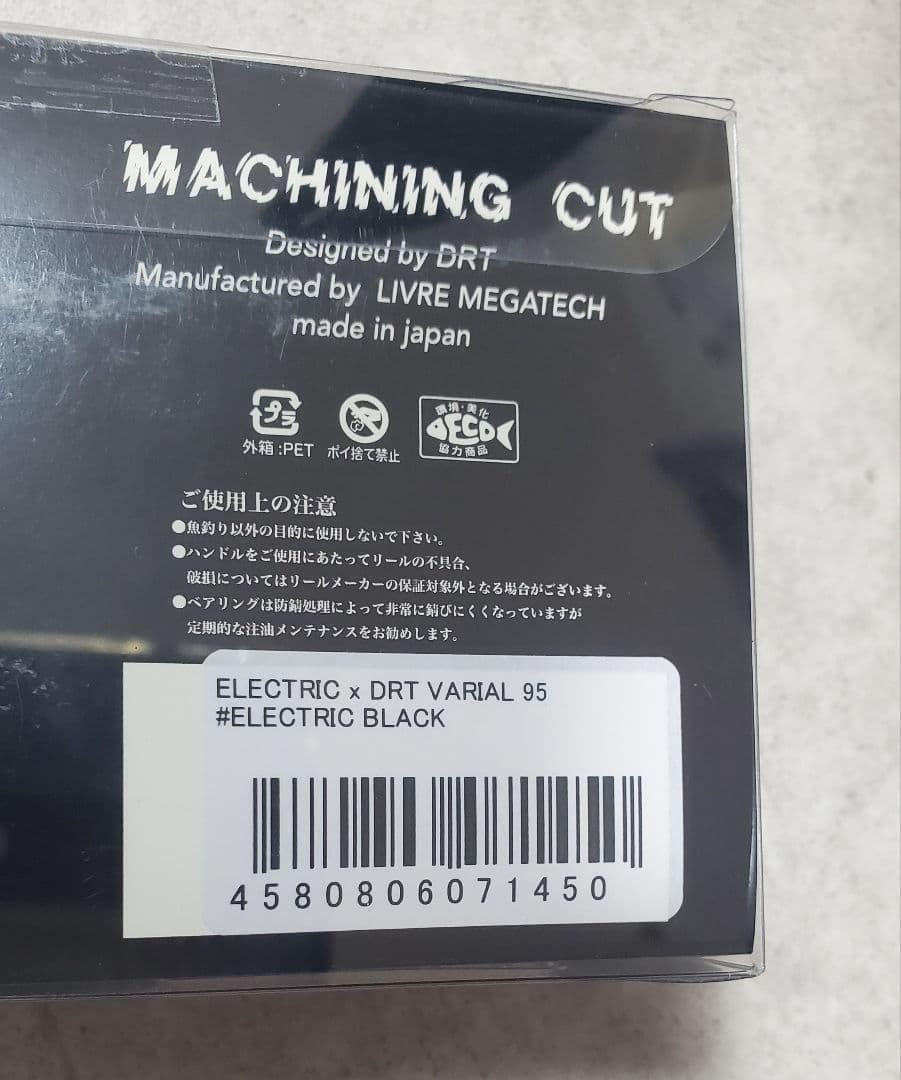 MACHINING CUT
Designed by DRT
Manufactured by LIVRE MEGATECH
made in japan
プラ
外箱:PET
ポイ捨て禁止
環境・美化
DECO
協力商品
ご使用上の注意
●魚釣り以外の目的に使用しないで下さい。
●ハンドルをご使用にあたってリールの不具合、
破損についてはリールメーカーの保証対象外となる場合がございます。
●ベアリングは防錆処理によって非常に錆びにくくなっていますが
定期的な注油メンテナンスをお勧めします。
ELECTRIC x DRT VARIAL 95
#ELECTRIC BLACK
4580806071450